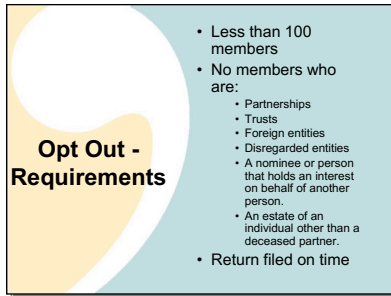 Opt Out -
Requirements
• Less than 100
members
• No members who
are:
• Partnerships
• Trusts
• Foreign entities
• Disregarded entities
• A nominee or person
that holds an interest
on behalf of another
person.
• An estate of an
individual other than a
deceased partner.
• Return filed on time